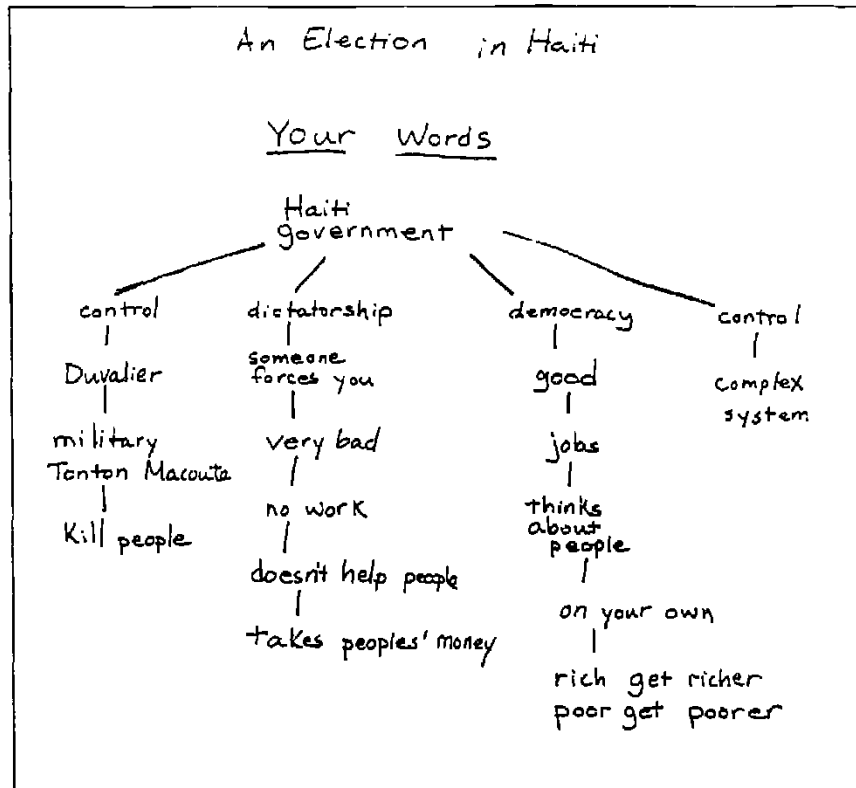 An Election in Haiti
Your Words
Haiti
government
control
Duvalier
military
Tonton Macoute
Kill people
dictatorship
someone
forces you
very bad
no work
doesn't help people
takes peoples' money
democracy
good
jobs
thinks
about
people
on your own
rich get richer
poor get poorer
control
complex
system